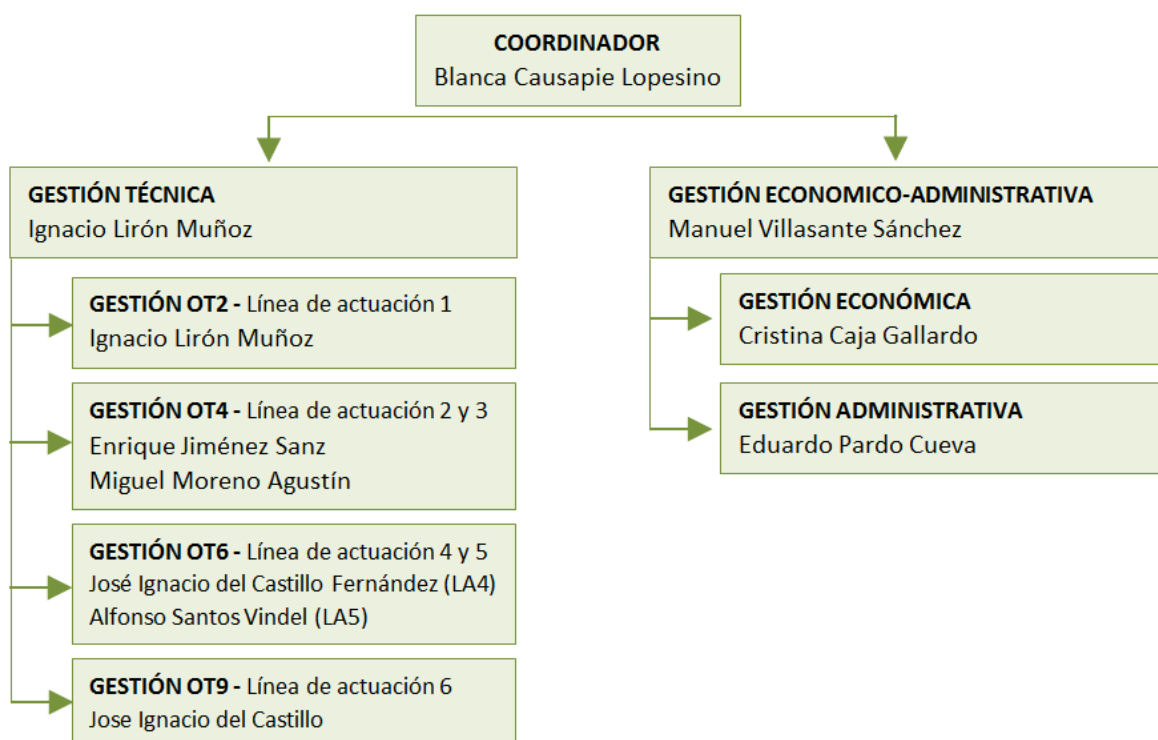 COORDINADOR
Blanca Causapie Lopesino
GESTIÓN TÉCNICA
Ignacio Lirón Muñoz
GESTIÓN OT2 - Línea de actuación 1
Ignacio Lirón Muñoz
GESTIÓN OT4 - Línea de actuación 2 y 3
Enrique Jiménez Sanz
Miguel Moreno Agustín
GESTIÓN OT6 - Línea de actuación 4 y 5
José Ignacio del Castillo Fernández (LA4)
Alfonso Santos Vindel (LA5)
GESTIÓN OT9 - Línea de actuación 6
Jose Ignacio del Castillo
GESTIÓN ECONOMICO-ADMINISTRATIVA
Manuel Villasante Sánchez
GESTIÓN ECONÓMICA
Cristina Caja Gallardo
GESTIÓN ADMINISTRATIVA
Eduardo Pardo Cueva